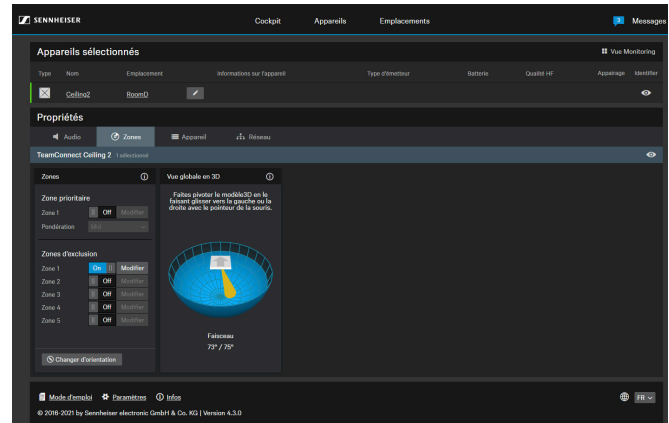 SENNHEISER Cockpit Appareils Emplacements 3 Messages
Appareils sélectionnés Vue Monitoring
Type Nom Emplacement Informations sur l'appareil Type d'émetteur Batterie Qualité HF Appairage Identifier
Ceiling2 RoomD
Propriétés
Audio Zones Appareil Réseau
TeamConnect Ceiling 2 1 sélectionné
Zones
Zone prioritaire
Zone 1 Off Modifier
Pondération Moi
Zones d'exclusion
Zone 1 On Modifier
Zone 2 Off Modifier
Zone 3 Off Modifier
Zone 4 Off Modifier
Zone 5 Off Modifier
Changer d'orientation
Vue globale en 3D
Faites pivoter le modèle3D en le
faisant glisser vers la gauche ou la
droite avec le pointeur de la souris.
Faisceau
73° / 75°
Mode d'emploi Paramètres Infos FR
© 2016-2021 by Sennheiser electronic GmbH & Co. KG | Version 4.3.0